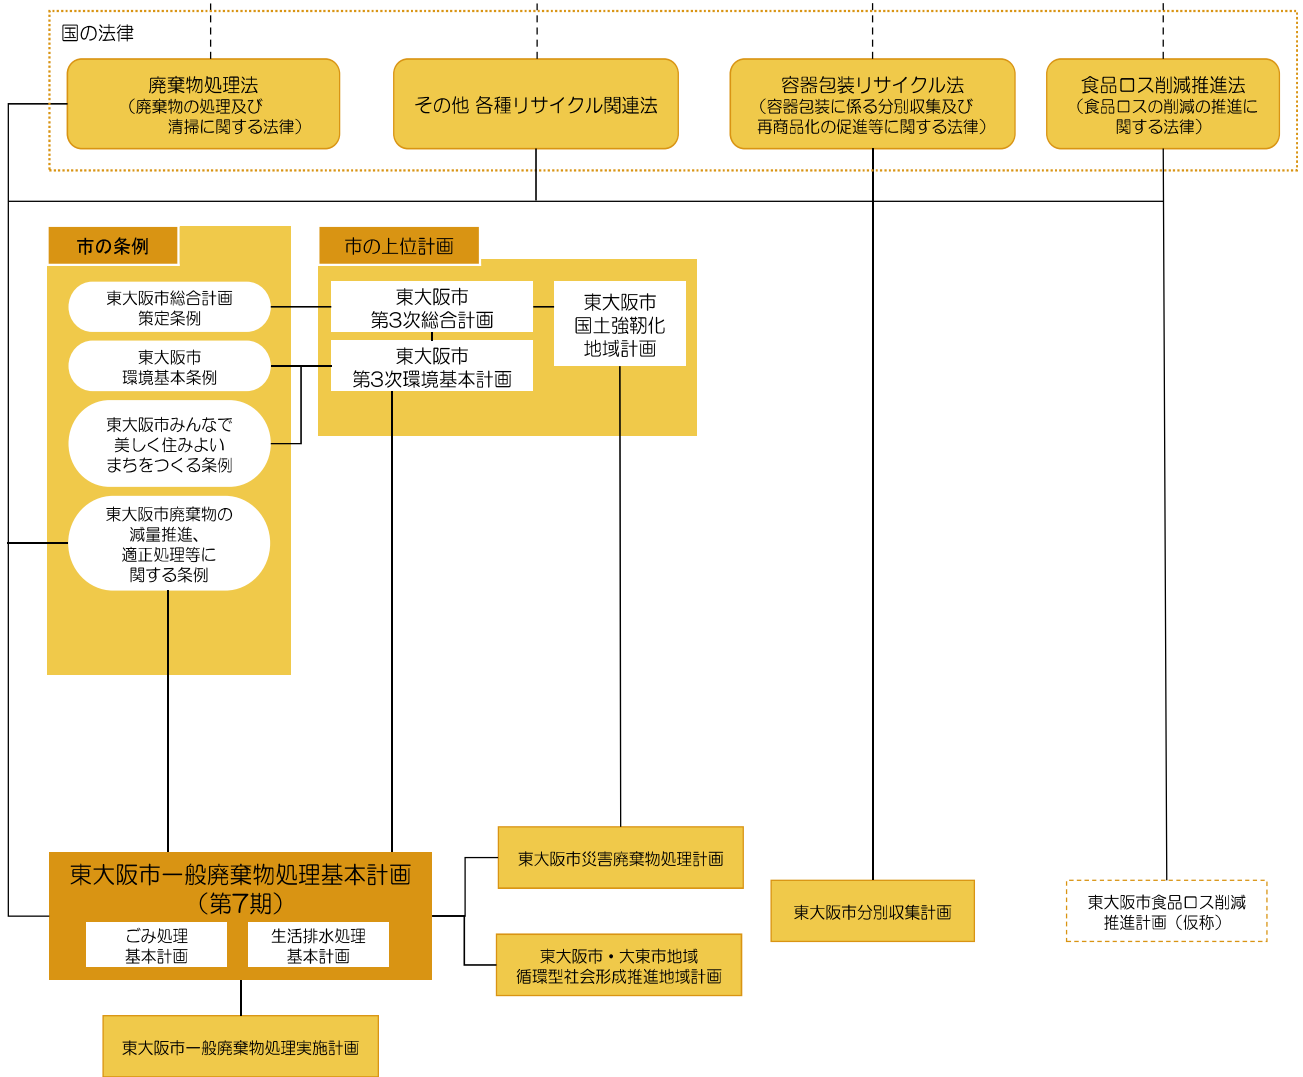 国の法律
廃棄物処理法
（廃棄物の処理及び
清掃に関する法律）
その他 各種リサイクル関連法
容器包装リサイクル法
（容器包装に係る分別収集及び
再商品化の促進等に関する法律）
食品ロス削減推進法
（食品ロスの削減の推進に
関する法律）
市の条例
東大阪市総合計画
策定条例
東大阪市
環境基本条例
東大阪市みんなで
美しく住みよい
まちをつくる条例
東大阪市廃棄物の
減量推進、
適正処理等に
関する条例
市の上位計画
東大阪市
第3次総合計画
東大阪市
第3次環境基本計画
東大阪市
国土強靭化
地域計画
東大阪市一般廃棄物処理基本計画
（第7期）
ごみ処理
基本計画
生活排水処理
基本計画
東大阪市一般廃棄物処理実施計画
東大阪市災害廃棄物処理計画
東大阪市・大東市地域
循環型社会形成推進地域計画
東大阪市分別収集計画
東大阪市食品ロス削減
推進計画（仮称）